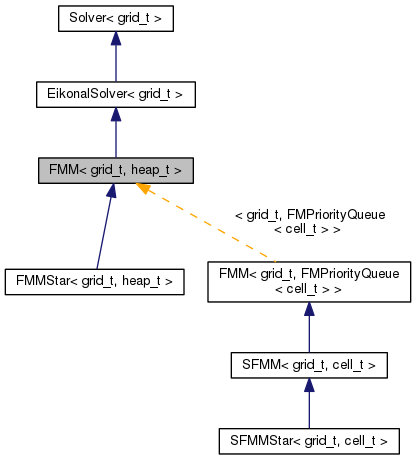 Solver< grid_t >
EikonalSolver< grid_t >
FMM< grid_t, heap_t >
< grid_t, FMPriorityQueue
< cell_t > >
FMMStar< grid_t, heap_t >
FMM< grid_t, FMPriorityQueue
< cell_t > >
SFMM< grid_t, cell_t >
SFMMStar< grid_t, cell_t >